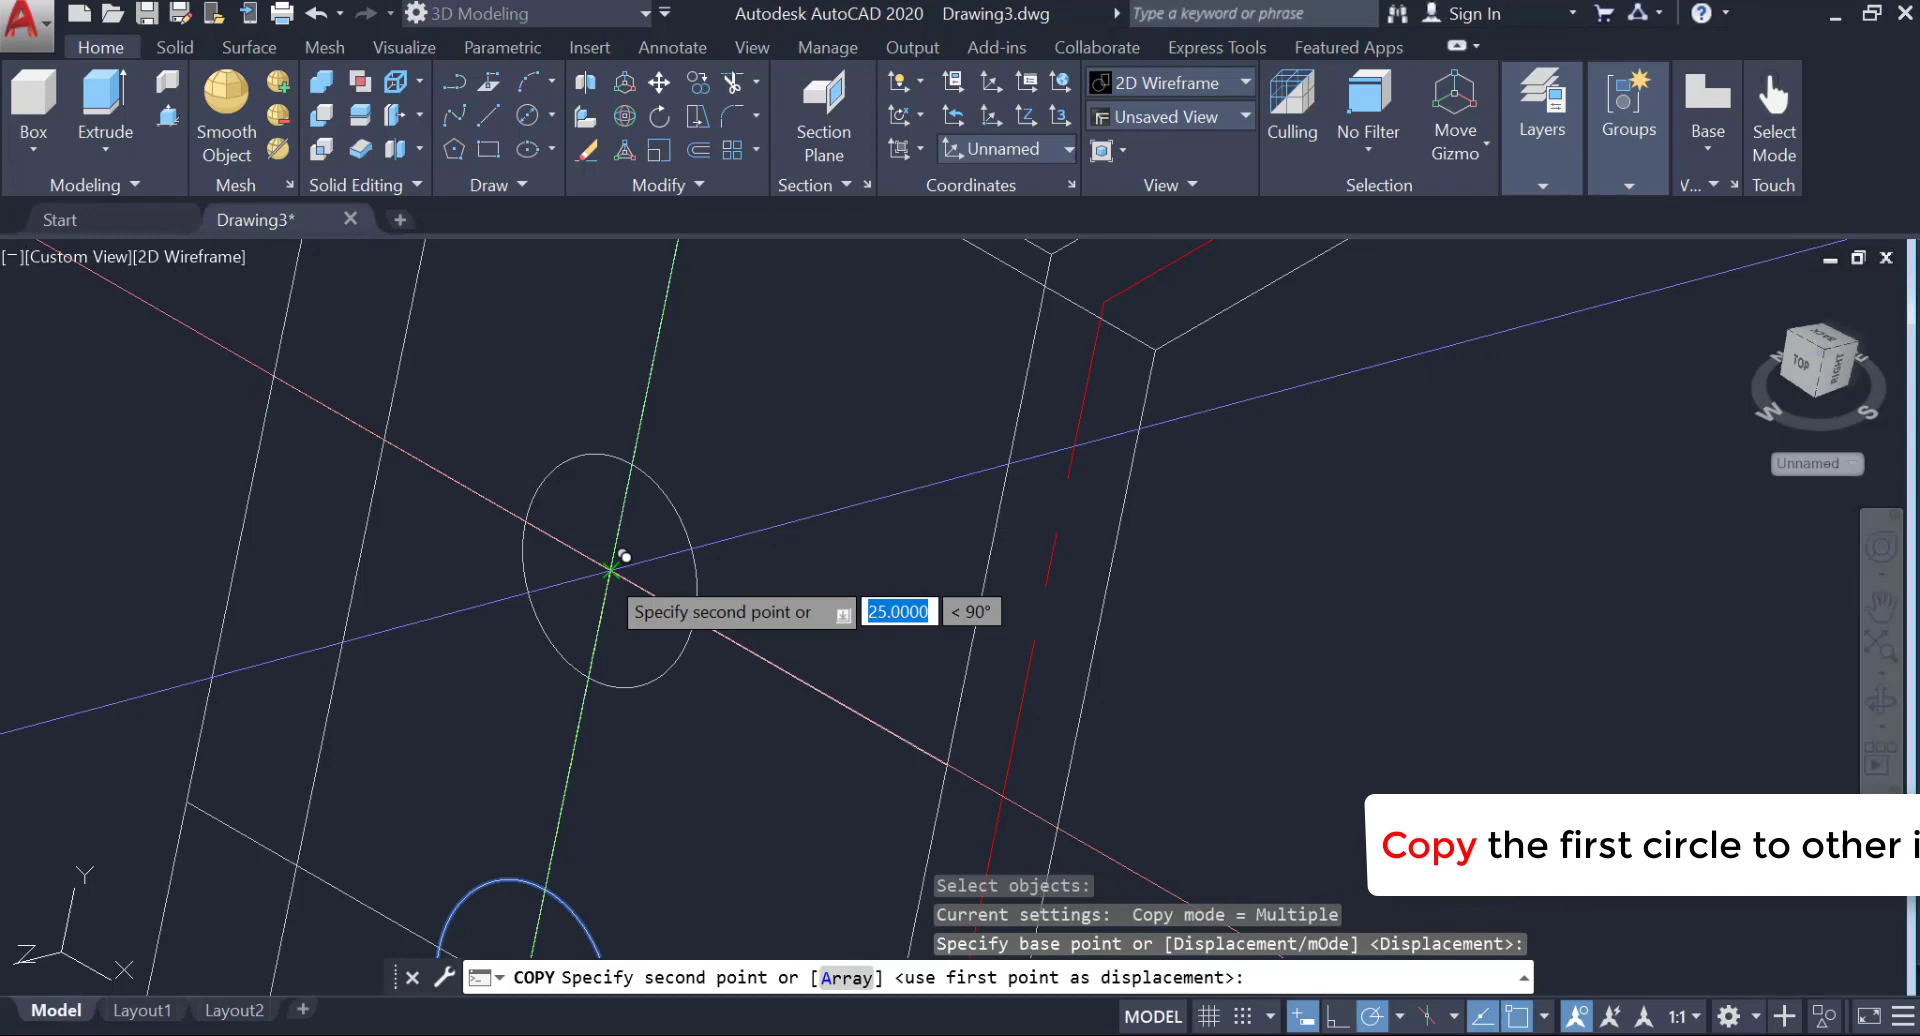 3D Modeling
Autodesk AutoCAD 2020 Drawing3.dwg
Type a keyword or phrase
Sign In
Home Solid Surface Mesh Visualize Parametric Insert Annotate View Manage Output Add-ins Collaborate Express Tools Featured Apps
Box
Extrude
Smooth
Object
Section
Plane
2D Wireframe
Unsaved View
Unnamed
Culling
No Filter
Move
Gizmo
Layers
Groups
Base
Select
Mode
Modeling
Mesh
Solid Editing
Draw
Modify
Section
Coordinates
View
Selection
V...
Touch
Start
Drawing3*
[−][Custom View][2D Wireframe]
BACK
TOP
RIGHT
N
E
W
S
Unnamed
Specify second point or 25.0000 < 90°
Copy the first circle to other i
Y
Z
X
Select objects:
Current settings: Copy mode = Multiple
Specify base point or [Displacement/mOde] <Displacement>:
COPY Specify second point or [Array] <use first point as displacement>:
Model Layout1 Layout2
MODEL
1:1